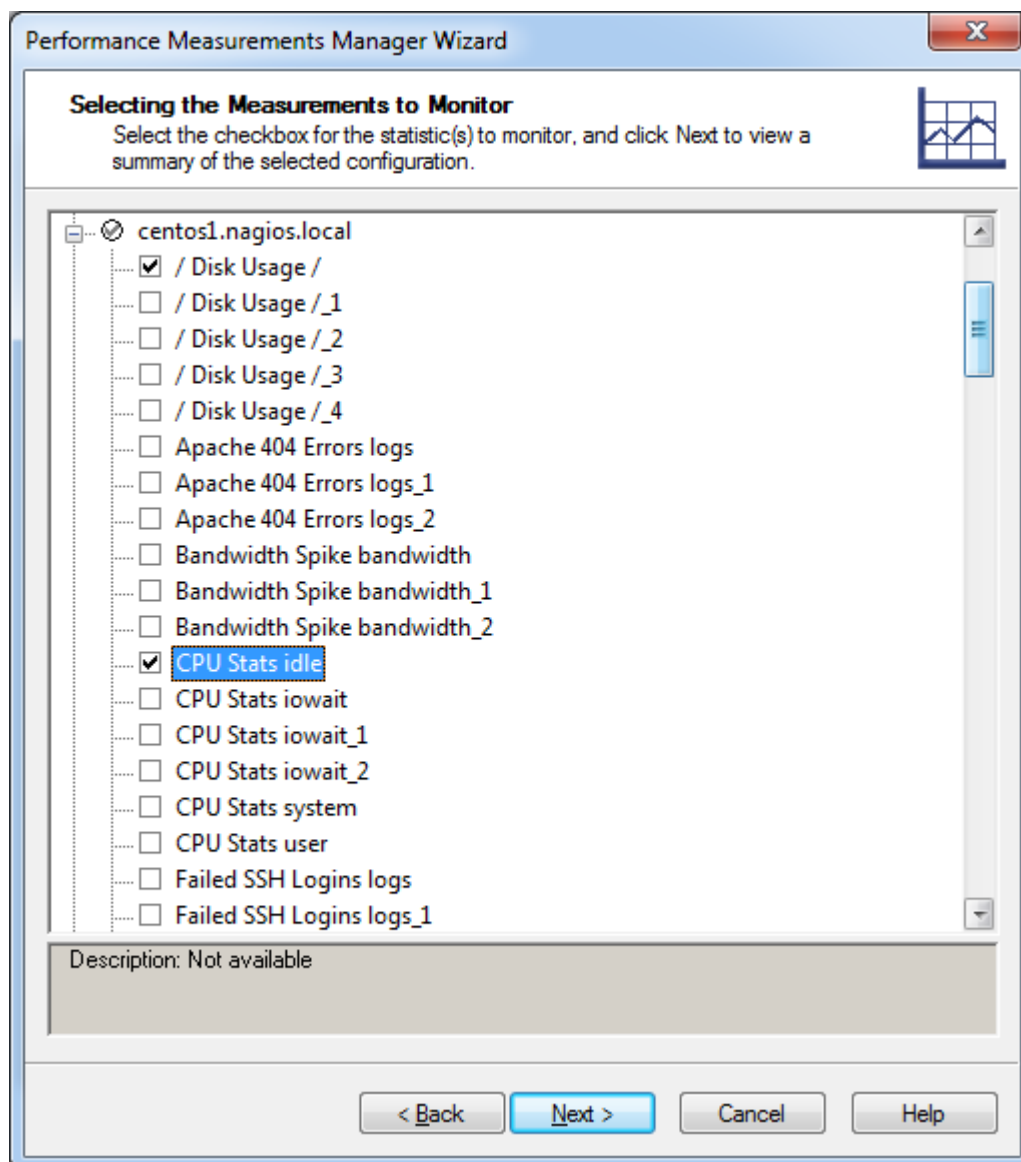 Performance Measurements Manager Wizard
Selecting the Measurements to Monitor
Select the checkbox for the statistic(s) to monitor, and click Next to view a
summary of the selected configuration.
centos1.nagios.local
/ Disk Usage /
/ Disk Usage /_1
/ Disk Usage /_2
/ Disk Usage /_3
/ Disk Usage /_4
Apache 404 Errors logs
Apache 404 Errors logs_1
Apache 404 Errors logs_2
Bandwidth Spike bandwidth
Bandwidth Spike bandwidth_1
Bandwidth Spike bandwidth_2
CPU Stats idle
CPU Stats iowait
CPU Stats iowait_1
CPU Stats iowait_2
CPU Stats system
CPU Stats user
Failed SSH Logins logs
Failed SSH Logins logs_1
Description: Not available
< Back Next > Cancel Help